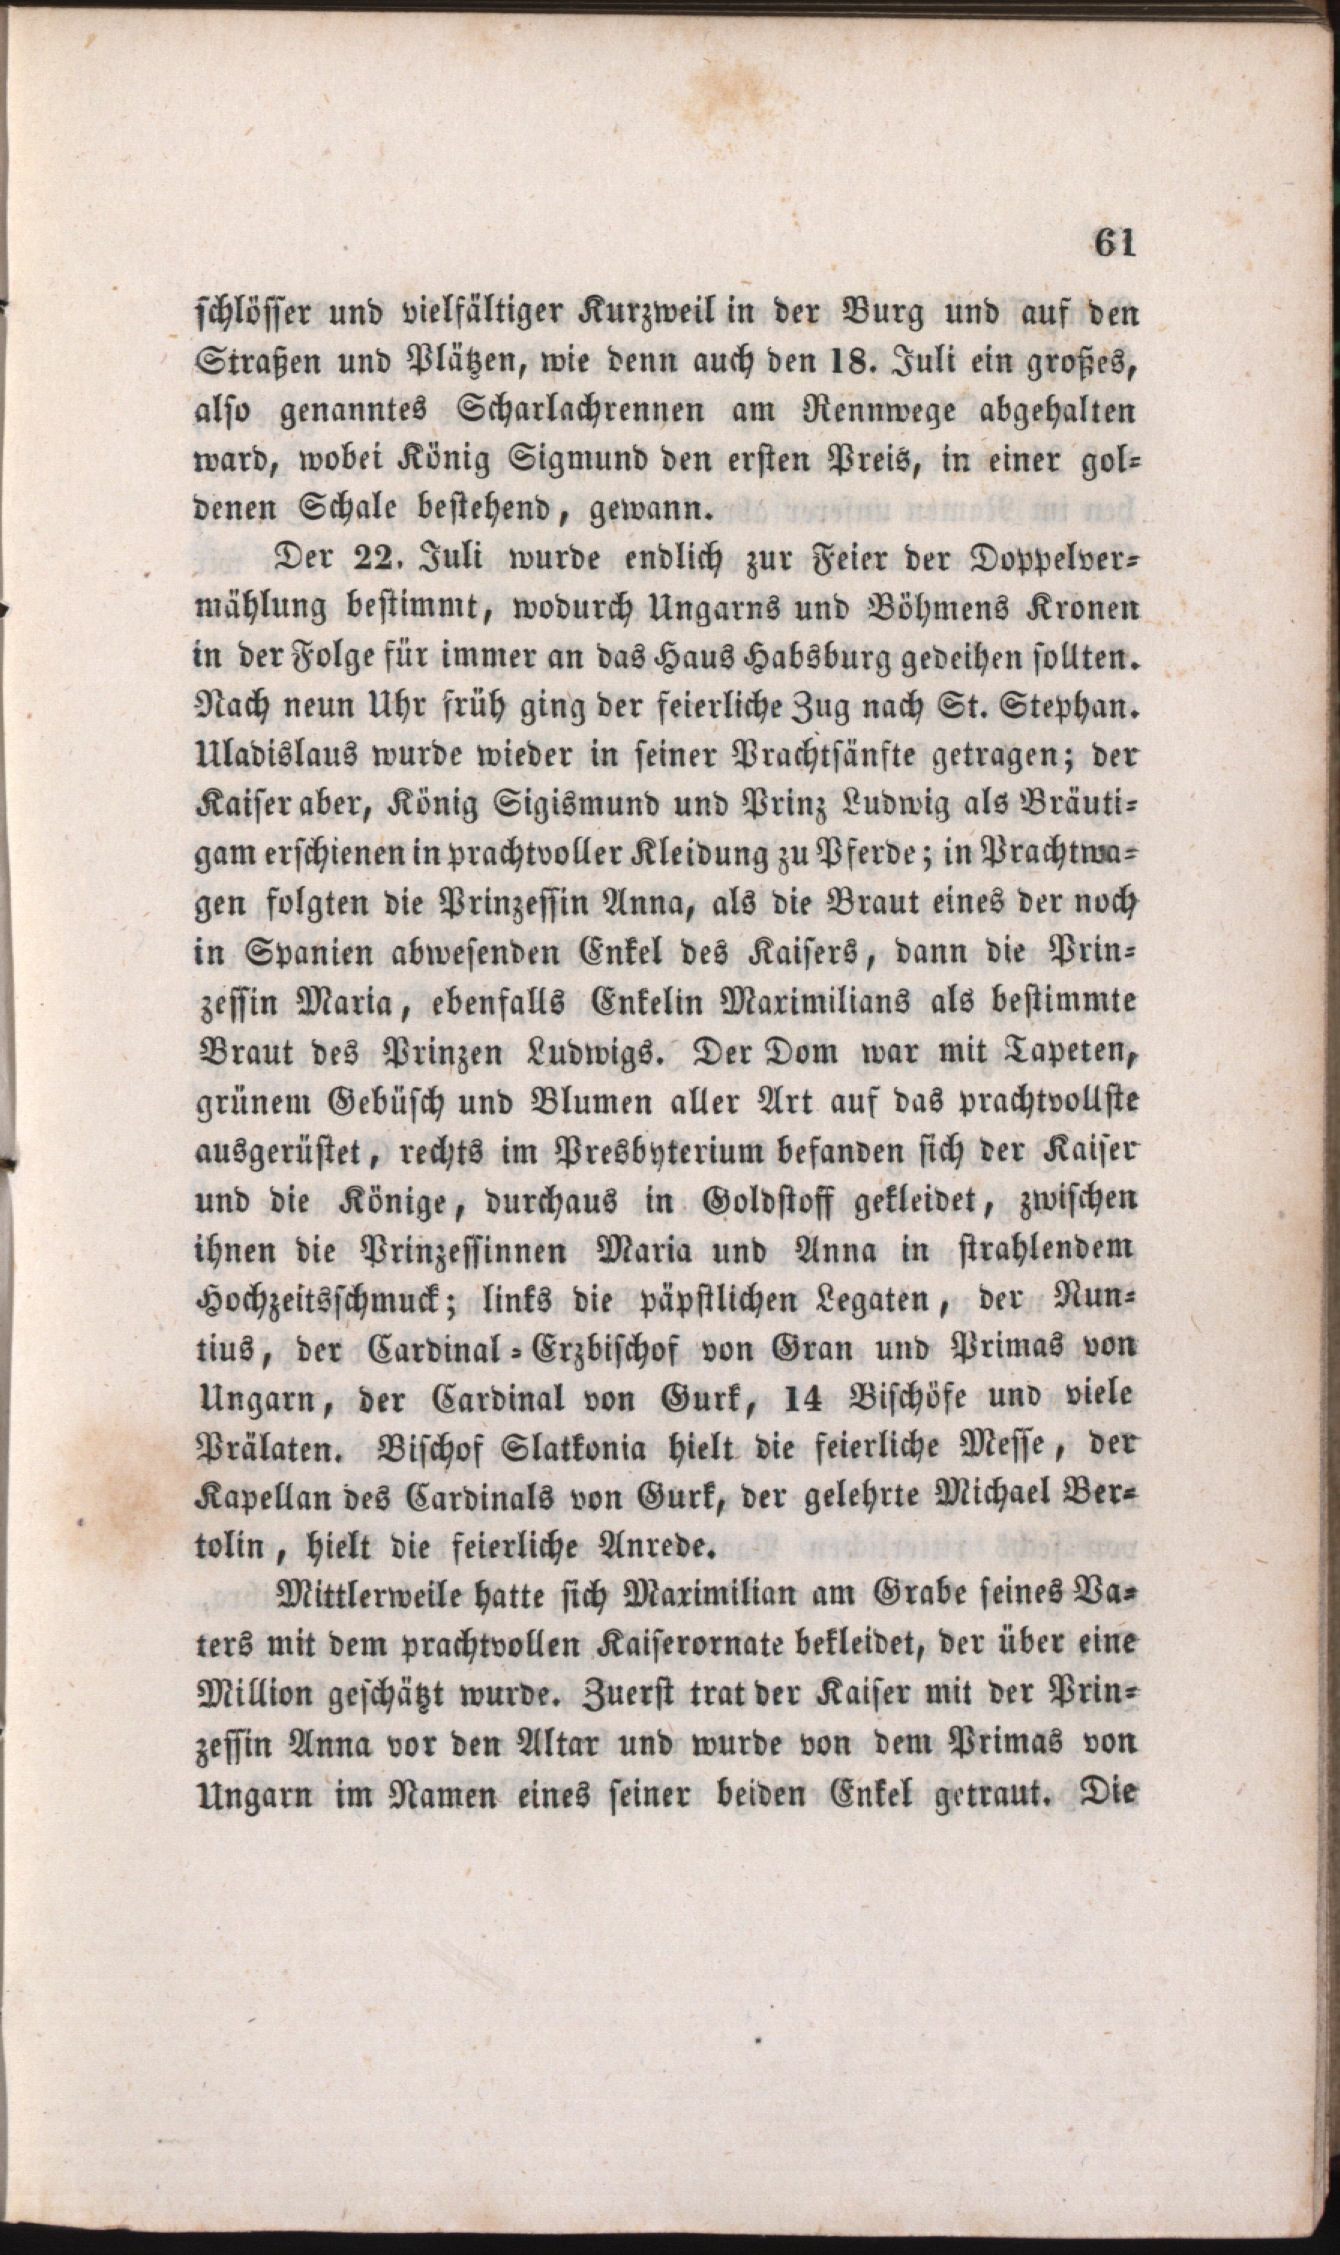 61
schlösser und vielfältiger Kurzweil in der Burg und auf den
Straßen und Plätzen, wie denn auch den 18. Juli ein großes,
also genanntes Scharlachrennen am Rennwege abgehalten
ward, wobei König Sigmund den ersten Preis, in einer gol-
denen Schale bestehend, gewann.
Der 22. Juli wurde endlich zur Feier der Doppelver-
mählung bestimmt, wodurch Ungarns und Böhmens Kronen
in der Folge für immer an das Haus Habsburg gedeihen sollten.
Nach neun Uhr früh ging der feierliche Zug nach St. Stephan.
Uladislaus wurde wieder in seiner Prachtsänfte getragen; der
Kaiser aber, König Sigismund und Prinz Ludwig als Bräuti-
gam erschienen in prachtvoller Kleidung zu Pferde; in Prachtwa-
gen folgten die Prinzessin Anna, als die Braut eines der noch
in Spanien abwesenden Enkel des Kaisers, dann die Prin-
zessin Maria, ebenfalls Enkelin Maximilians als bestimmte
Braut des Prinzen Ludwigs. Der Dom war mit Tapeten,
grünem Gebüsch und Blumen aller Art auf das prachtvollste
ausgerüstet, rechts im Presbyterium befanden sich der Kaiser
und die Könige, durchaus in Goldstoff gekleidet, zwischen
ihnen die Prinzessinnen Maria und Anna in strahlendem
Hochzeitsschmuck; links die päpstlichen Legaten, der Nun-
tius, der Cardinal-Erzbischof von Gran und Primas von
Ungarn, der Cardinal von Gurk, 14 Bischöfe und viele
Prälaten. Bischof Slatkonia hielt die feierliche Messe, der
Kapellan des Cardinals von Gurk, der gelehrte Michael Ber-
tolin, hielt die feierliche Anrede.
Mittlerweile hatte sich Maximilian am Grabe seines Va-
ters mit dem prachtvollen Kaiserornate bekleidet, der über eine
Million geschätzt wurde. Zuerst trat der Kaiser mit der Prin-
zessin Anna vor den Altar und wurde von dem Primas von
Ungarn im Namen eines seiner beiden Enkel getraut. Die